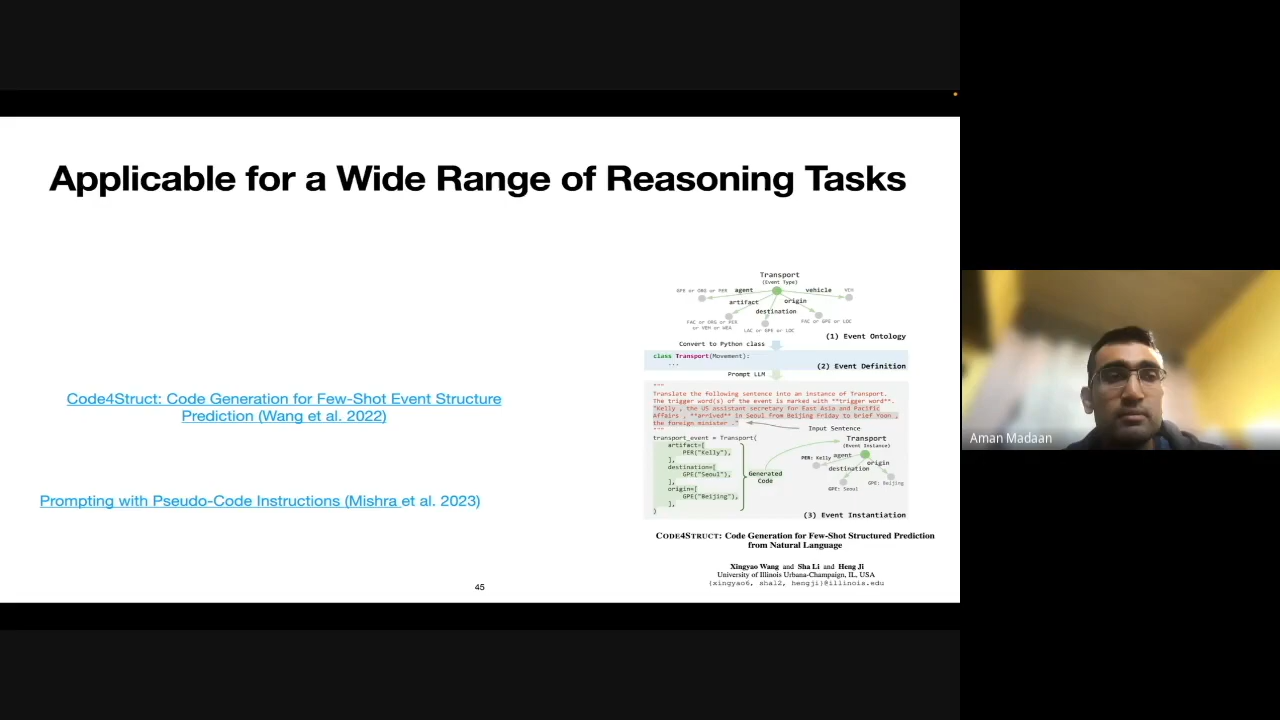 Applicable for a Wide Range of Reasoning Tasks
Code4Struct: Code Generation for Few-Shot Event Structure
Prediction (Wang et al. 2022)
Prompting with Pseudo-Code Instructions (Mishra et al. 2023)
45
Transport
(Event Type)
GPE or ORG or PER
agent
vehicle
VEH
artifact
origin
destination
FAC or ORG or PER
or VEH or WEA
LAC or GPE or LOC
FAC or GPE or LOC
(1) Event Ontology
Convert to Python class
class Transport(Movement):
...
(2) Event Definition
Prompt LLM
"""
Translate the following sentence into an instance of Transport.
The trigger word(s) of the event is marked with **trigger word**.
"Kelly , the US assistant secretary for East Asia and Pacific
Affairs , **arrived** in Seoul from Beijing Friday to brief Yoon ,
the foreign minister ."
"""
Input Sentence
transport_event = Transport(
artifact=[
PER("Kelly"),
],
destination=[
GPE("Seoul"),
],
origin=[
GPE("Beijing"),
],
)
Generated
Code
Transport
(Event Instance)
PER: Kelly
agent
origin
destination
GPE: Seoul
GPE: Beijing
(3) Event Instantiation
CODE4STRUCT: Code Generation for Few-Shot Structured Prediction
from Natural Language
Xingyao Wang and Sha Li and Heng Ji
University of Illinois Urbana-Champaign, IL, USA
{xingyao6, shal2, hengji}@illinois.edu
Aman Madaan